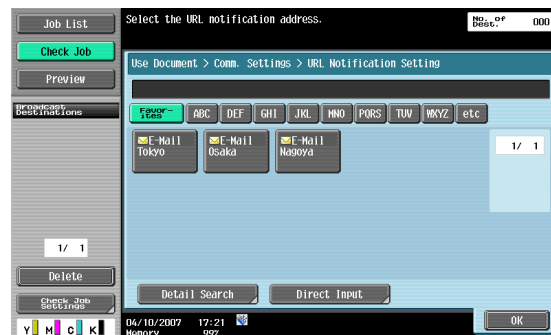 Job List
Check Job
Preview
Broadcast
Destinations
1/ 1
Delete
Check Job
Settings
Y M C K
Select the URL notification address.
No. of
Dest. 000
Use Document > Comm. Settings > URL Notification Setting
Favor-
ites ABC DEF GHI JKL MNO PQRS TUV WXYZ etc
E-Mail
Tokyo
E-Mail
Osaka
E-Mail
Nagoya
1/ 1
Detail Search Direct Input
04/10/2007 17:21
Memory 99%
OK